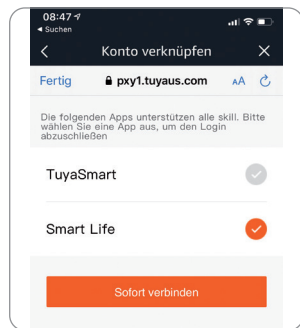 08:47
Suchen
Konto verknüpfen
Fertig pxy1.tuyaus.com AA
Die folgenden Apps unterstützen alle skill. Bitte
wählen Sie eine App aus, um den Login
abzuschließen
TuyaSmart
Smart Life
Sofort verbinden